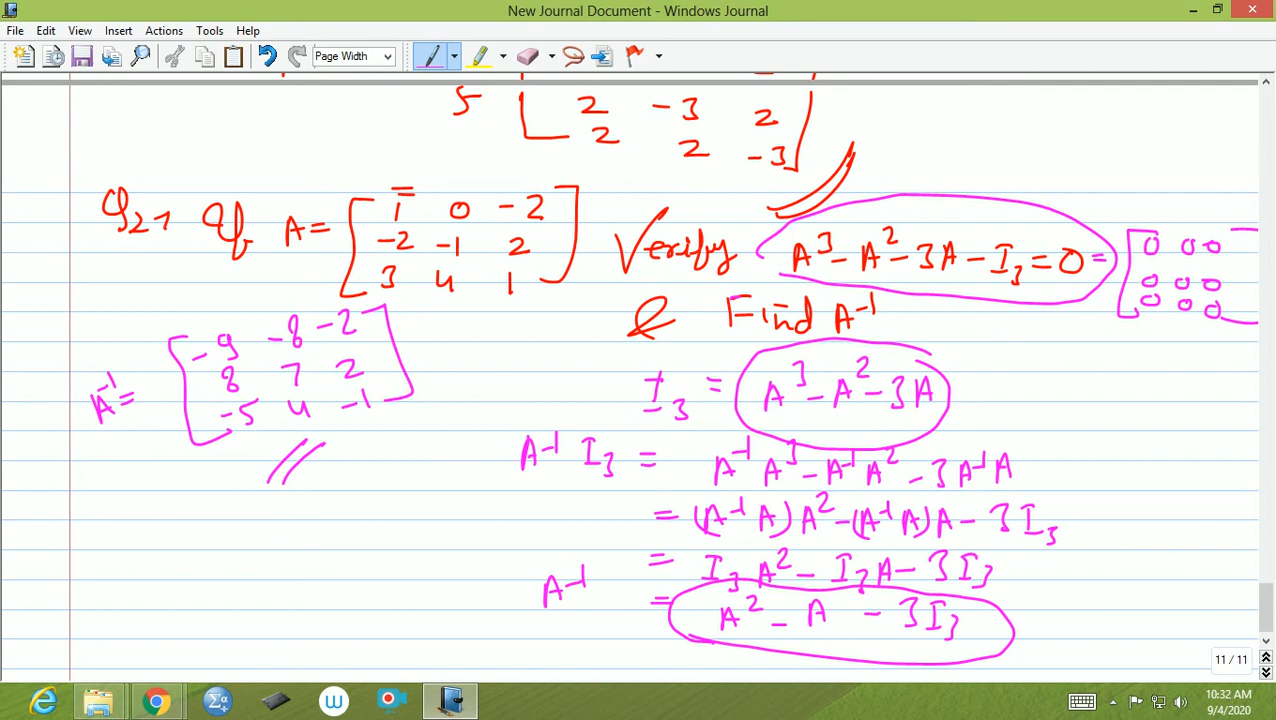 New Journal Document - Windows Journal
File Edit View Insert Actions Tools Help
Page Width
5 2 -3 2
2 2 -3
Q2, If A = [1 0 -2
-2 -1 2
3 4 1] Verify A³ - A² - 3A - I₃ = 0 = [0 0 0
0 0 0
0 0 0]
& Find A⁻¹
A⁻¹ = [-9 -8 -2
8 7 2
-5 4 -1]
I₃ = A³ - A² - 3A
A⁻¹ I₃ = A⁻¹A³ - A⁻¹A² - 3A⁻¹A
= (A⁻¹A)A² - (A⁻¹A)A - 3I₃
= I₃A² - I₃A - 3I₃
A⁻¹ = A² - A - 3I₃
11 / 11
10:32 AM
9/4/2020